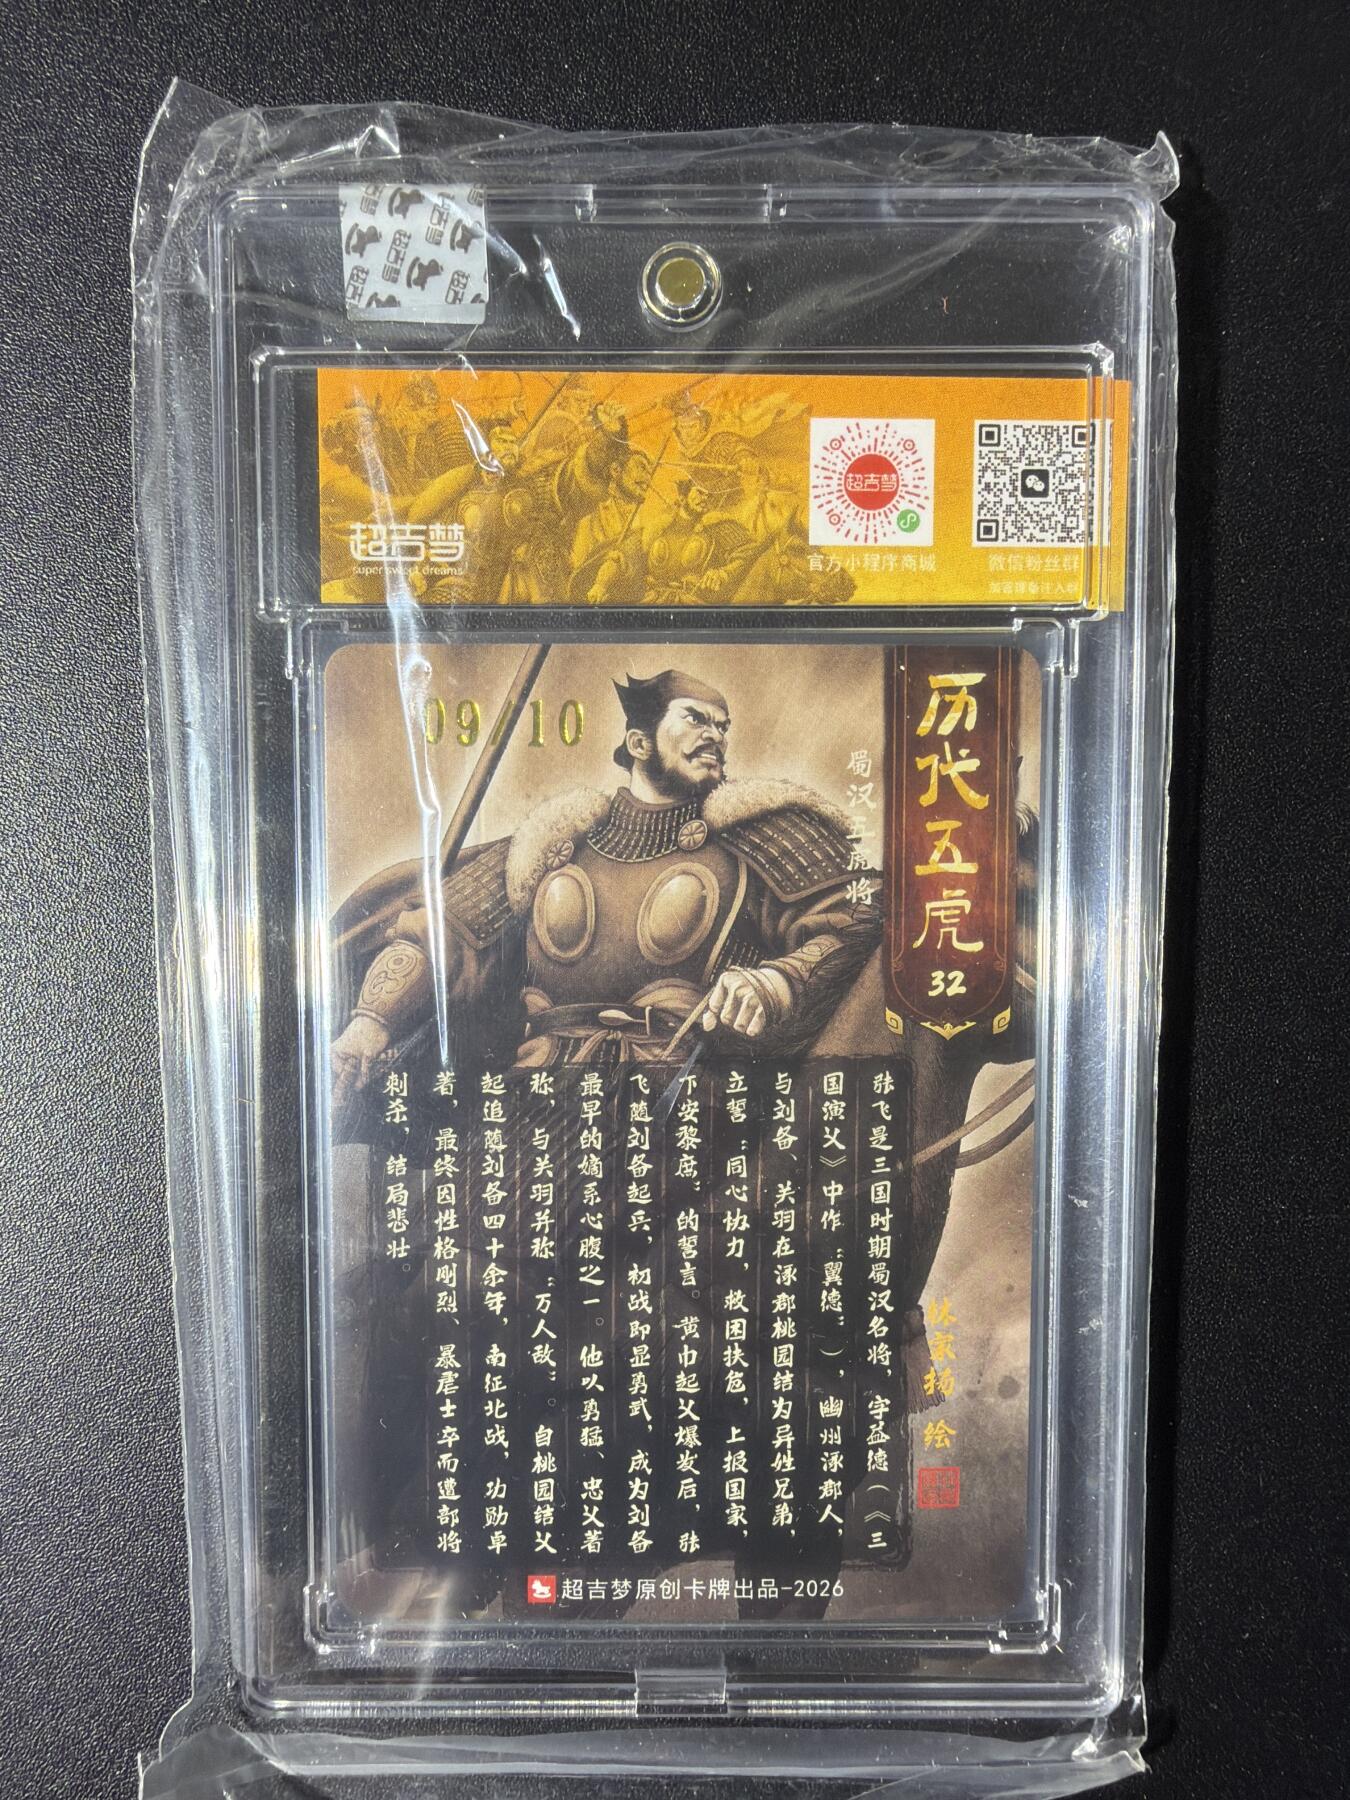 超吉梦
super sweet dreams
超吉梦
官方小程序商城
微信粉丝群
09/10
历代五虎
32
蜀汉五虎将
张飞是三国时期蜀汉名将，字益德（《三
国演义》中作“翼德”），幽州涿郡人，
与刘备、关羽在涿郡桃园结为异姓兄弟，
立誓“同心协力，救困扶危，上报国家，
下安黎庶”的誓言。黄巾起义爆发后，张
飞随刘备起兵，初战即显勇武，成为刘备
最早的嫡系心腹之一。他以勇猛、忠义著
称，与关羽并称“万人敌”。自桃园结义
起追随刘备四十余年，南征北战，功勋卓
著，最终因性格刚烈、暴虐士卒而遭部将
刺杀，结局悲壮。
林家扬 绘
超吉梦原创卡牌出品-2026